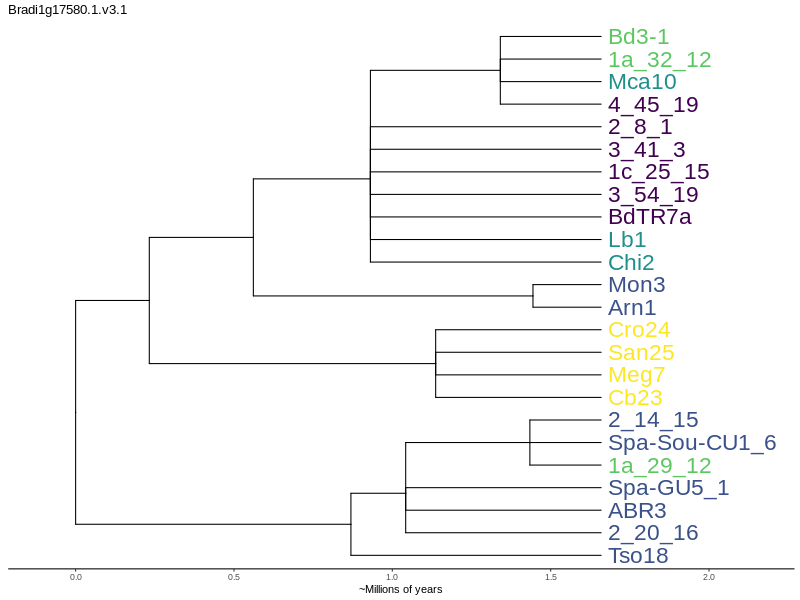 Bradi1g17580.1.v3.1
Bd3-1
1a_32_12
Mca10
4_45_19
2_8_1
3_41_3
1c_25_15
3_54_19
BdTR7a
Lb1
Chi2
Mon3
Arn1
Cro24
San25
Meg7
Cb23
2_14_15
Spa-Sou-CU1_6
1a_29_12
Spa-GU5_1
ABR3
2_20_16
Tso18
0.0 0.5 1.0 1.5 2.0
~Millions of years